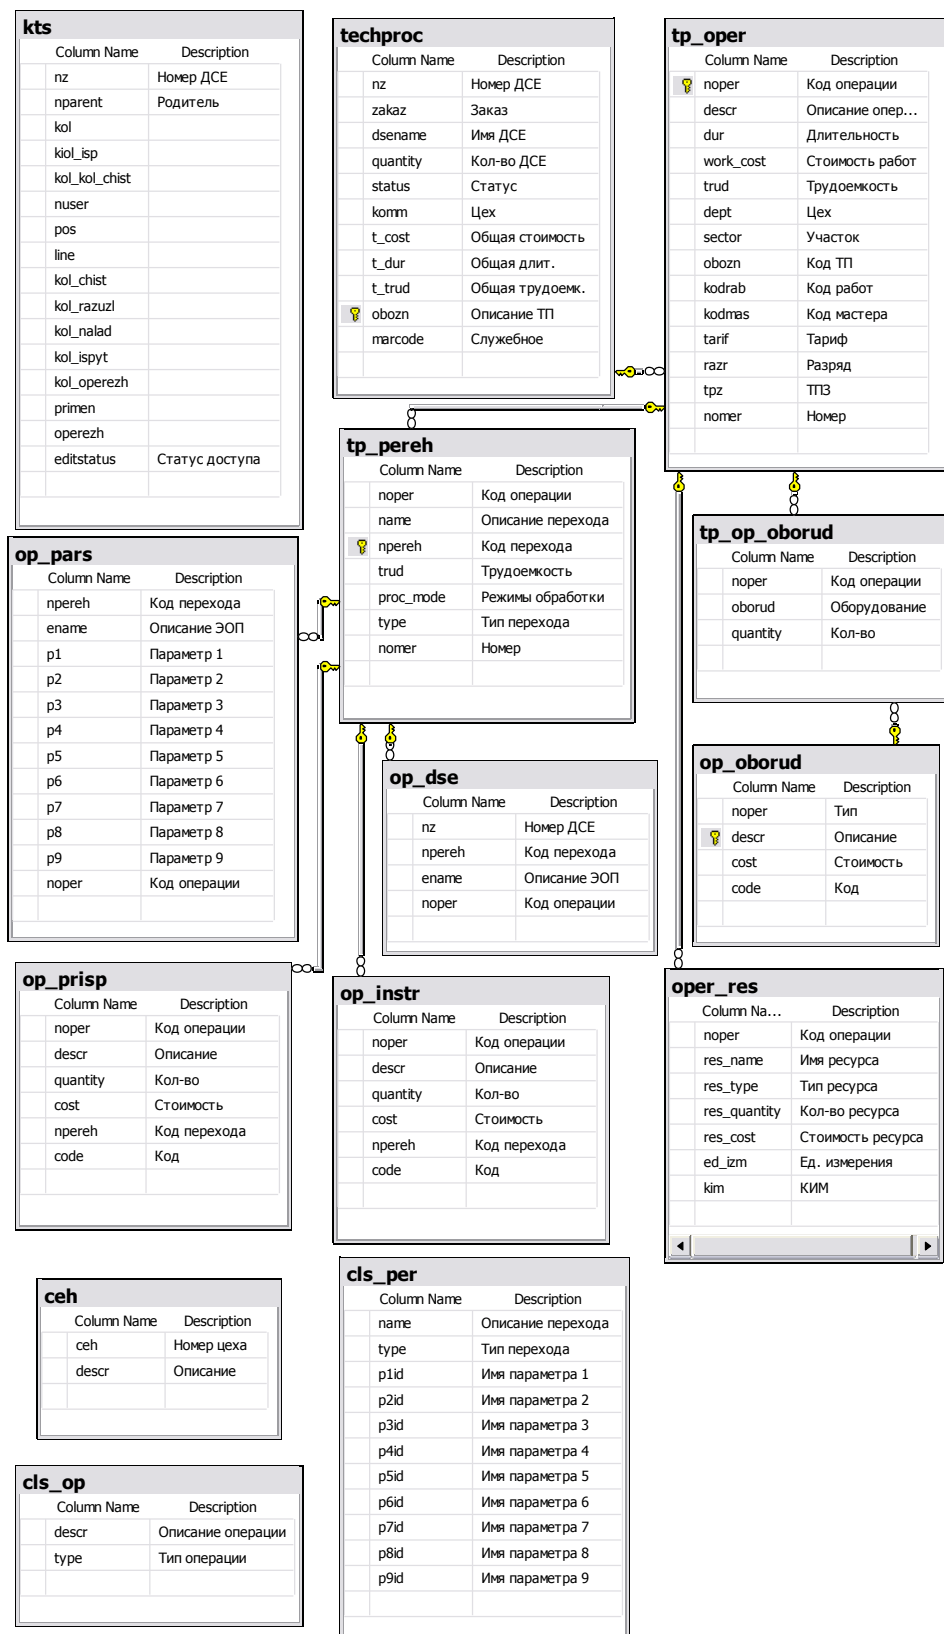 kts
Column Name Description
nz Номер ДСЕ
nparent Родитель
kol
kiol_isp
kol_kol_chist
nuser
pos
line
kol_chist
kol_razuzl
kol_nalad
kol_ispyt
kol_operezh
primen
operezh
editstatus Статус доступа
techproc
Column Name Description
nz Номер ДСЕ
zakaz Заказ
dsename Имя ДСЕ
quantity Кол-во ДСЕ
status Статус
komm Цех
t_cost Общая стоимость
t_dur Общая длит.
t_trud Общая трудоемк.
obozn Описание ТП
marcode Служебное
tp_oper
Column Name Description
noper Код операции
descr Описание опер...
dur Длительность
work_cost Стоимость работ
trud Трудоемкость
dept Цех
sector Участок
obozn Код ТП
kodrab Код работ
kodmas Код мастера
tarif Тариф
razr Разряд
tpz ТПЗ
nomer Номер
tp_pereh
Column Name Description
noper Код операции
name Описание перехода
npereh Код перехода
trud Трудоемкость
proc_mode Режимы обработки
type Тип перехода
nomer Номер
tp_op_oborud
Column Name Description
noper Код операции
oborud Оборудование
quantity Кол-во
op_pars
Column Name Description
npereh Код перехода
ename Описание ЭОП
p1 Параметр 1
p2 Параметр 2
p3 Параметр 3
p4 Параметр 4
p5 Параметр 5
p6 Параметр 6
p7 Параметр 7
p8 Параметр 8
p9 Параметр 9
noper Код операции
op_dse
Column Name Description
nz Номер ДСЕ
npereh Код перехода
ename Описание ЭОП
noper Код операции
op_oborud
Column Name Description
noper Тип
descr Описание
cost Стоимость
code Код
op_prisp
Column Name Description
noper Код операции
descr Описание
quantity Кол-во
cost Стоимость
npereh Код перехода
code Код
op_instr
Column Name Description
noper Код операции
descr Описание
quantity Кол-во
cost Стоимость
npereh Код перехода
code Код
oper_res
Column Na... Description
noper Код операции
res_name Имя ресурса
res_type Тип ресурса
res_quantity Кол-во ресурса
res_cost Стоимость ресурса
ed_izm Ед. измерения
kim КИМ
ceh
Column Name Description
ceh Номер цеха
descr Описание
cls_per
Column Name Description
name Описание перехода
type Тип перехода
p1id Имя параметра 1
p2id Имя параметра 2
p3id Имя параметра 3
p4id Имя параметра 4
p5id Имя параметра 5
p6id Имя параметра 6
p7id Имя параметра 7
p8id Имя параметра 8
p9id Имя параметра 9
cls_op
Column Name Description
descr Описание операции
type Тип операции